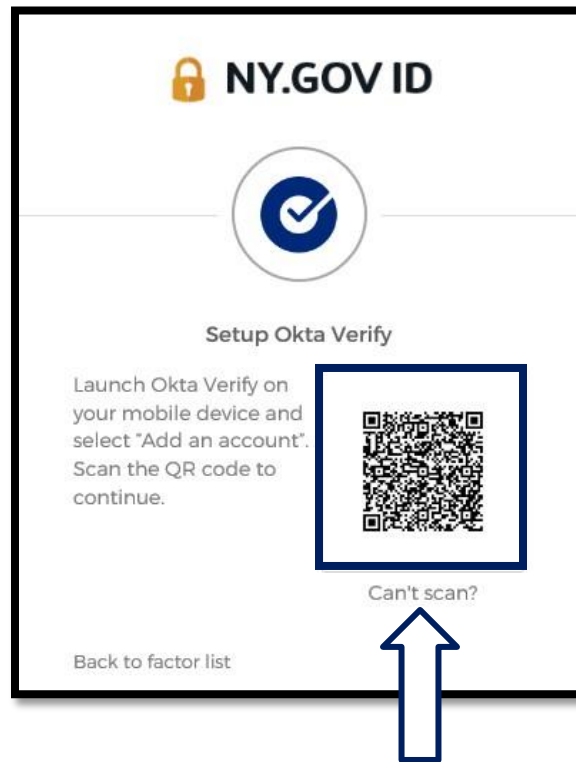 NY.GOV ID
Setup Okta Verify
Launch Okta Verify on
your mobile device and
select "Add an account".
Scan the QR code to
continue.
Can't scan?
Back to factor list